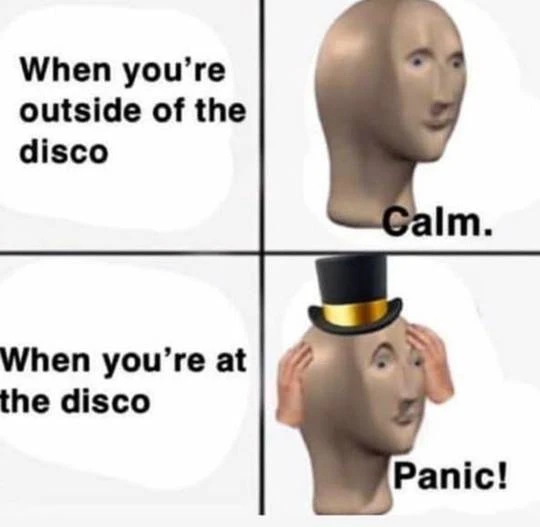 When you're
outside of the
disco
Calm.
When you're at
the disco
Panic!